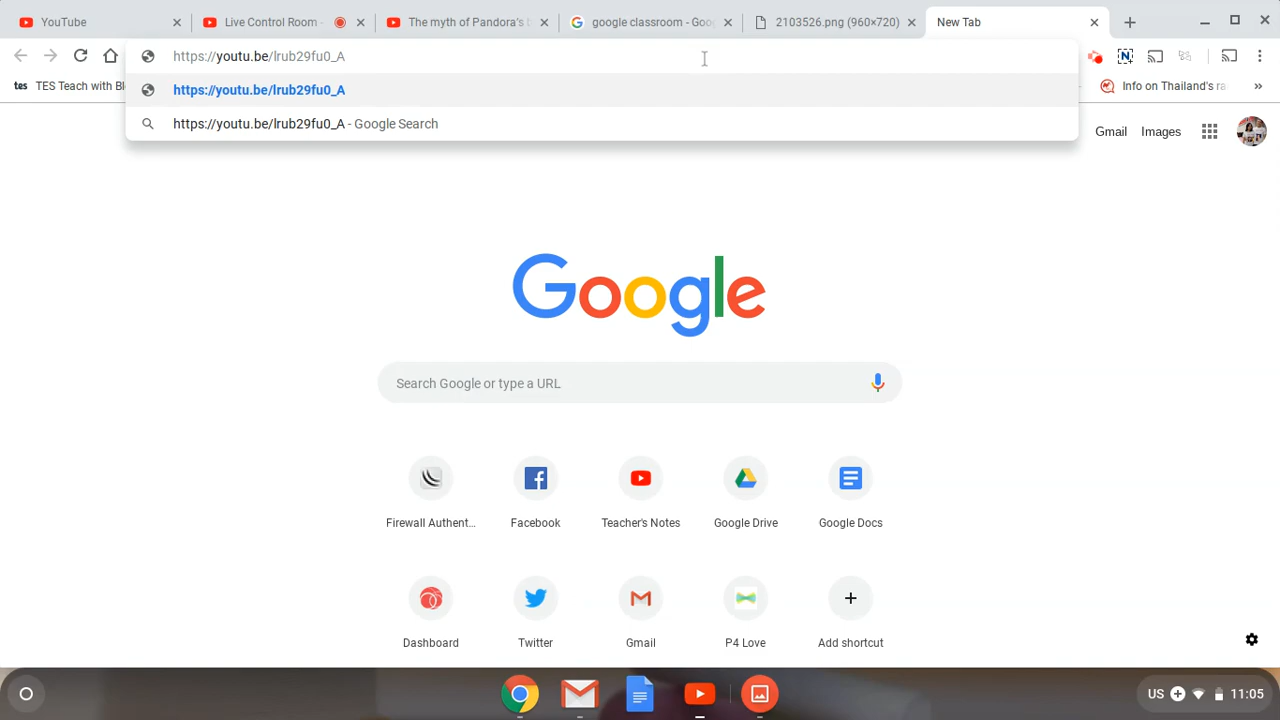 YouTube
Live Control Room -
The myth of Pandora's b
google classroom - Goo
2103526.png (960×720)
New Tab
https://youtu.be/lrub29fu0_A
tes TES Teach with Bl
https://youtu.be/lrub29fu0_A
Info on Thailand's ra
https://youtu.be/lrub29fu0_A - Google Search
Gmail
Images
Google
Search Google or type a URL
Firewall Authent...
Facebook
Teacher's Notes
Google Drive
Google Docs
Dashboard
Twitter
Gmail
P4 Love
Add shortcut
US
11:05